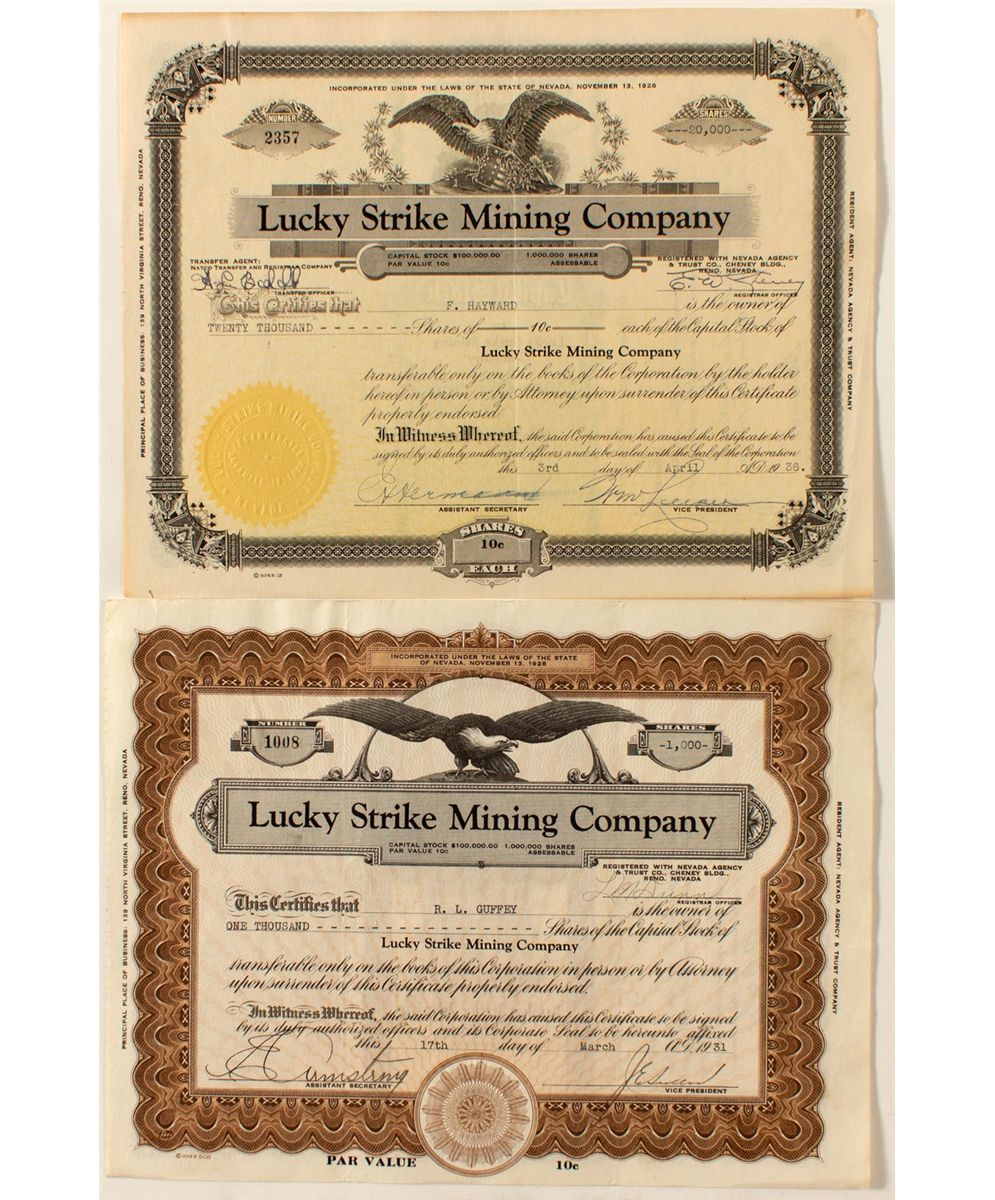 INCORPORATED UNDER THE LAWS OF THE STATE OF NEVADA, NOVEMBER 13, 1928
NUMBER
2357
SHARES
---20,000---
Lucky Strike Mining Company
CAPITAL STOCK $100,000.00 1,000,000 SHARES
PAR VALUE 10c ASSESSABLE
TRANSFER AGENT:
NATCO TRANSFER AND REGISTRAR COMPANY
TRANSFER OFFICER
REGISTERED WITH NEVADA AGENCY
& TRUST CO., CHENEY BLDG.,
RENO, NEVADA
REGISTRAR OFFICER
This Certifies that F. HAYWARD is the owner of
TWENTY THOUSAND - - - - - - - -Shares of —10c— each of the Capital Stock of
Lucky Strike Mining Company
transferable only on the books of the Corporation by the holder
hereof in person or by Attorney upon surrender of this Certificate
properly endorsed.
In Witness Whereof, the said Corporation has caused this Certificate to be
signed by its duly authorized officers and to be sealed with the Seal of the Corporation
this 3rd day of April A.D. 1936.
ASSISTANT SECRETARY
VICE PRESIDENT
SHARES
10c
EACH
© GOES
PRINCIPAL PLACE OF BUSINESS: 139 NORTH VIRGINIA STREET, RENO, NEVADA
RESIDENT AGENT: NEVADA AGENCY & TRUST COMPANY
INCORPORATED UNDER THE LAWS OF THE STATE
OF NEVADA, NOVEMBER 13, 1928
NUMBER
1008
SHARES
-1,000-
Lucky Strike Mining Company
CAPITAL STOCK $100,000.00 1,000,000 SHARES
PAR VALUE 10c ASSESSABLE
REGISTERED WITH NEVADA AGENCY
& TRUST CO., CHENEY BLDG.,
RENO, NEVADA
REGISTRAR OFFICER
This Certifies that R. L. GUFFEY is the owner of
ONE THOUSAND - - - - - - - - - - - - - - - - - Shares of the Capital Stock of
Lucky Strike Mining Company
transferable only on the books of this Corporation in person or by Attorney
upon surrender of this Certificate properly endorsed.
In Witness Whereof, the said Corporation has caused this Certificate to be signed
by its duly authorized officers and its Corporate Seal to be hereunto affixed
this 17th day of March A.D. 1931
Armstrong
ASSISTANT SECRETARY
VICE PRESIDENT
© GOES
PAR VALUE 10c
PRINCIPAL PLACE OF BUSINESS: 139 NORTH VIRGINIA STREET, RENO, NEVADA
RESIDENT AGENT: NEVADA AGENCY & TRUST COMPANY